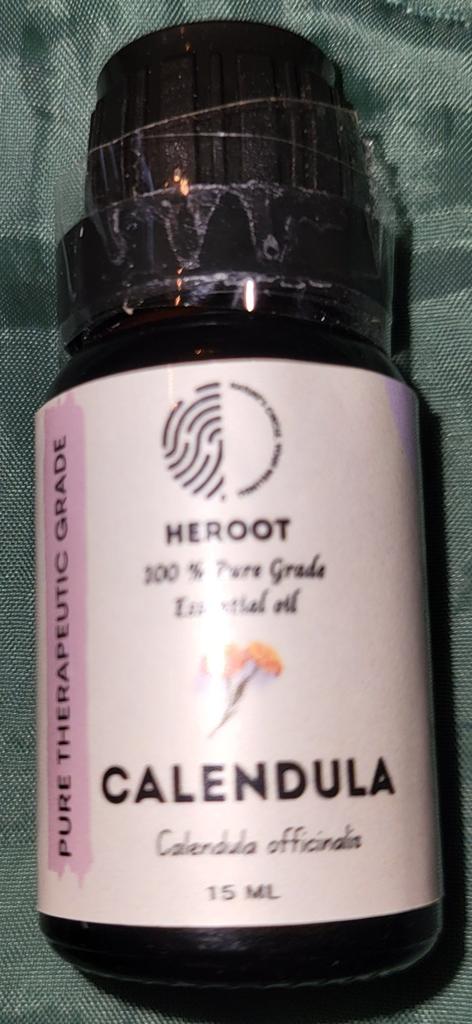 HEROOT
100 % Pure Grade
Essential oil
CALENDULA
Calendula officinalis
15 ML
PURE THERAPEUTIC GRADE